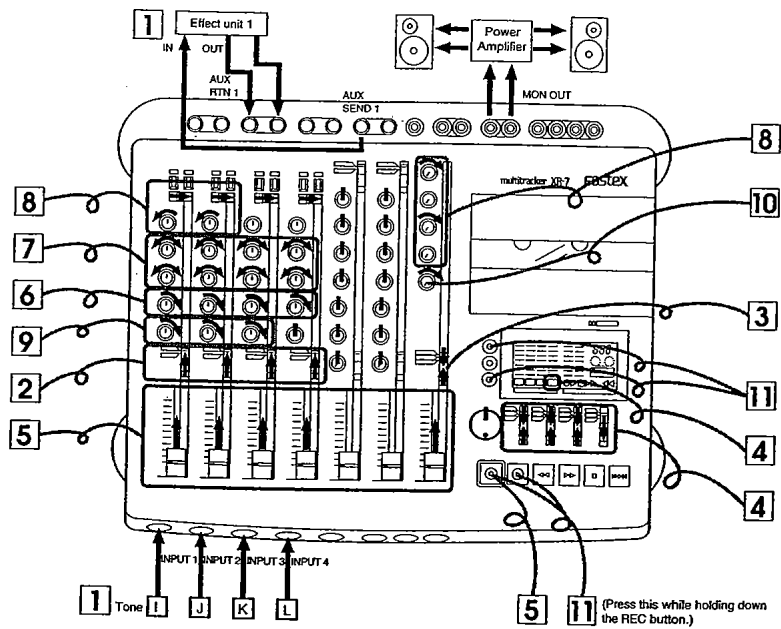 1 Effect unit 1
IN OUT
AUX
RTN 1
AUX
SEND 1
Power
Amplifier
MON OUT
multitracker XR-7 Fostex
8
10
8
7
6
9
2
5
3
11
4
4
INPUT 1 INPUT 2 INPUT 3 INPUT 4
1 Tone I J K L
5
11 (Press this while holding down
the REC button.)